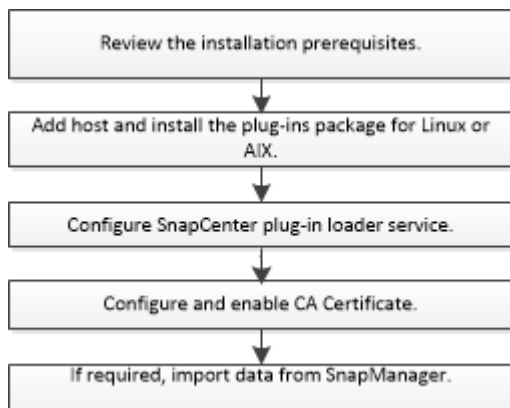 Review the installation prerequisites.
Add host and install the plug-ins package for Linux or
AIX.
Configure SnapCenter plug-in loader service.
Configure and enable CA Certificate.
If required, import data from SnapManager.